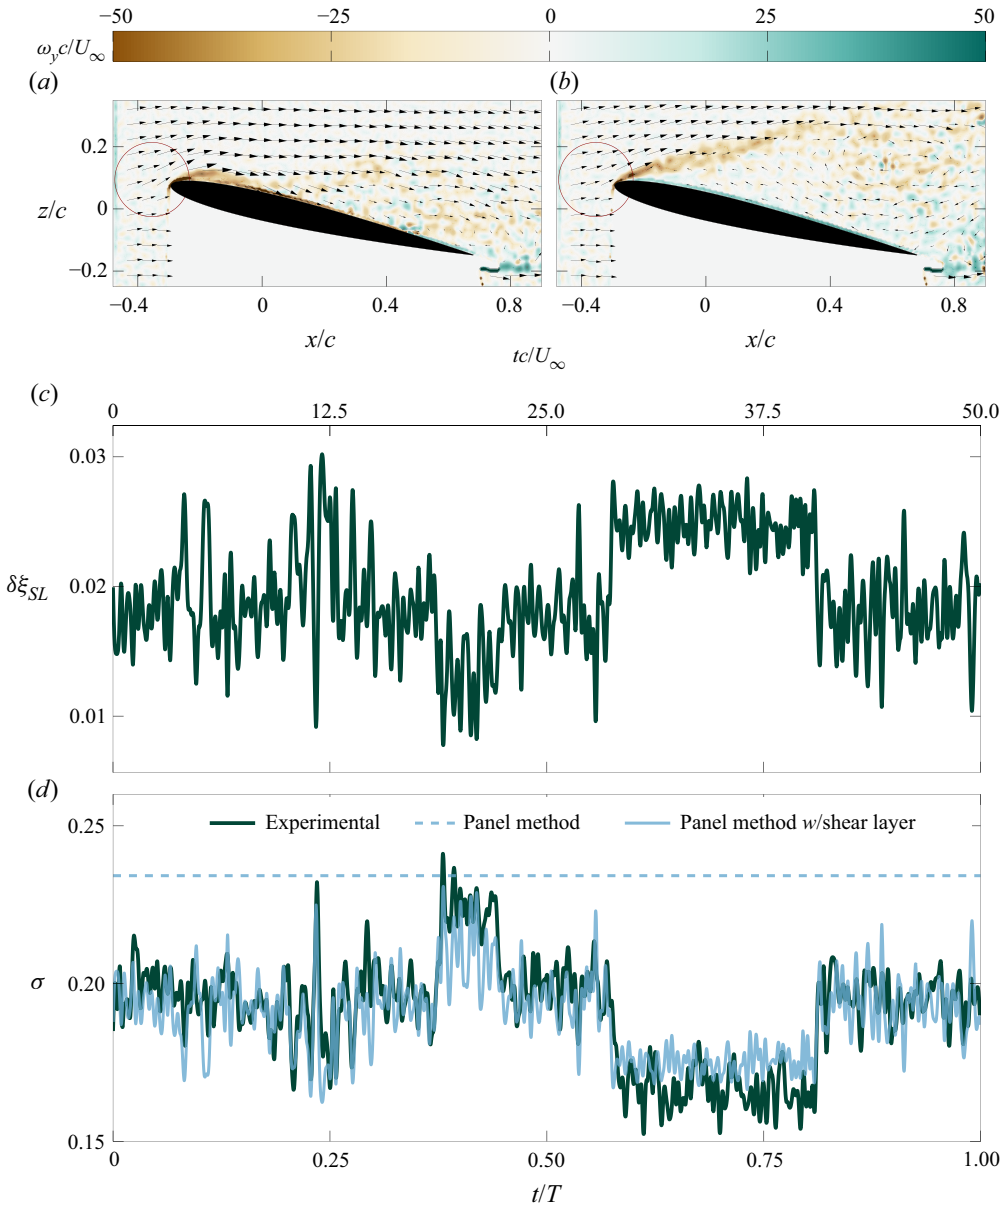 −50 −25 0 25 50
ω_y c/U_∞
(a) (b)
0.2
z/c 0
−0.2
−0.4 0 0.4 0.8 −0.4 0 0.4 0.8
x/c x/c
tc/U_∞
(c)
0 12.5 25.0 37.5 50.0
0.03
δξ_SL 0.02
0.01
(d)
0.25 Experimental Panel method Panel method w/shear layer
σ 0.20
0.15
0 0.25 0.50 0.75 1.00
t/T